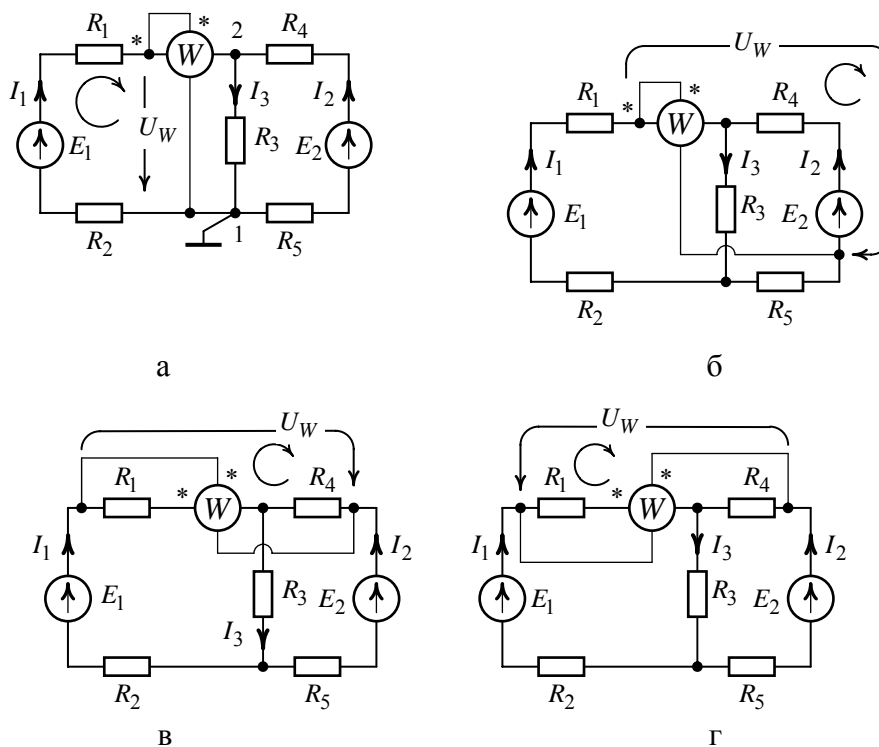 R1 * * 2 R4
I1 I3 I2
W
E1 UW R3 E2
R2 1 R5
а
UW
R1 * * R4
W
I1 I3 I2
E1 R3 E2
R2 R5
б
UW
R1 * * R4
W
I1 I2
E1 R3 E2
I3
R2 R5
в
UW
R1 * * R4
W
I1 I3 I2
E1 R3 E2
R2 R5
г